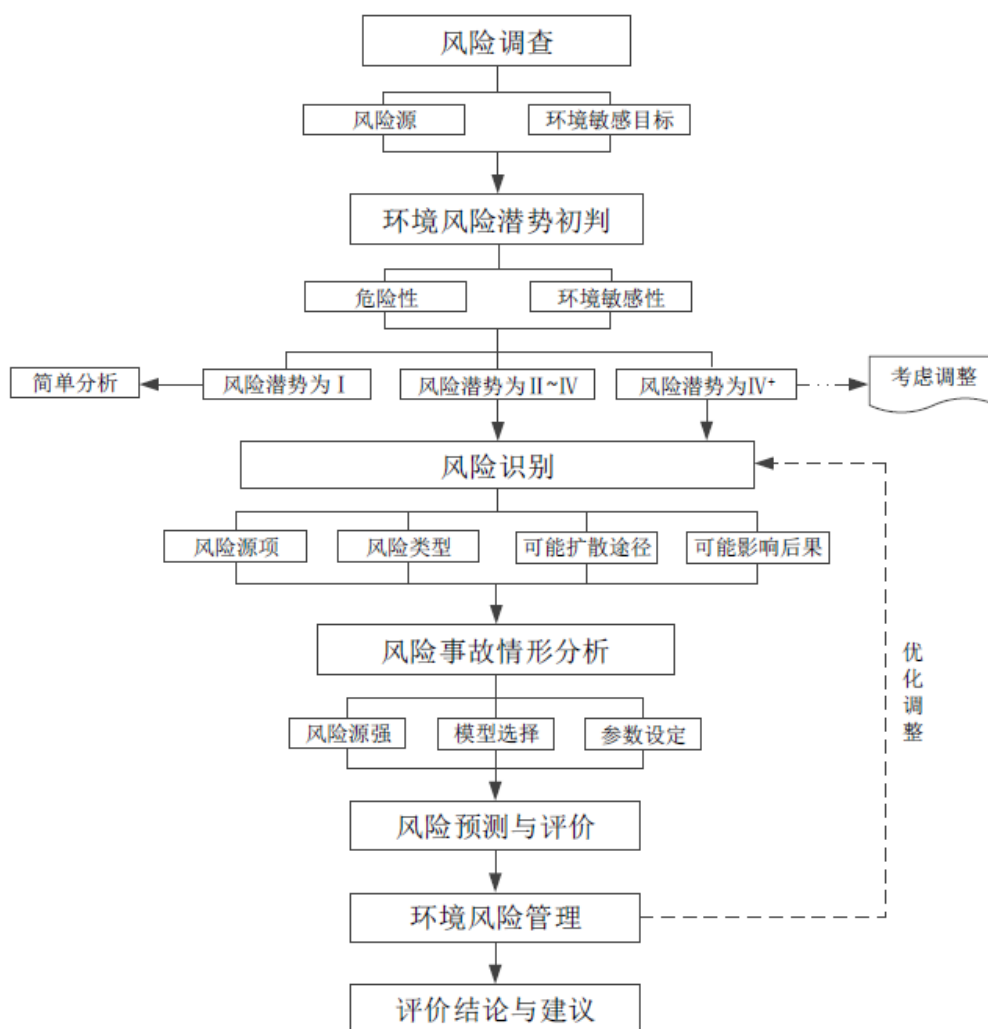 风险调查
风险源
环境敏感目标
环境风险潜势初判
危险性
环境敏感性
简单分析
风险潜势为Ⅰ
风险潜势为Ⅱ~Ⅳ
风险潜势为Ⅳ⁺
考虑调整
风险识别
风险源项
风险类型
可能扩散途径
可能影响后果
风险事故情形分析
优化调整
风险源强
模型选择
参数设定
风险预测与评价
环境风险管理
评价结论与建议